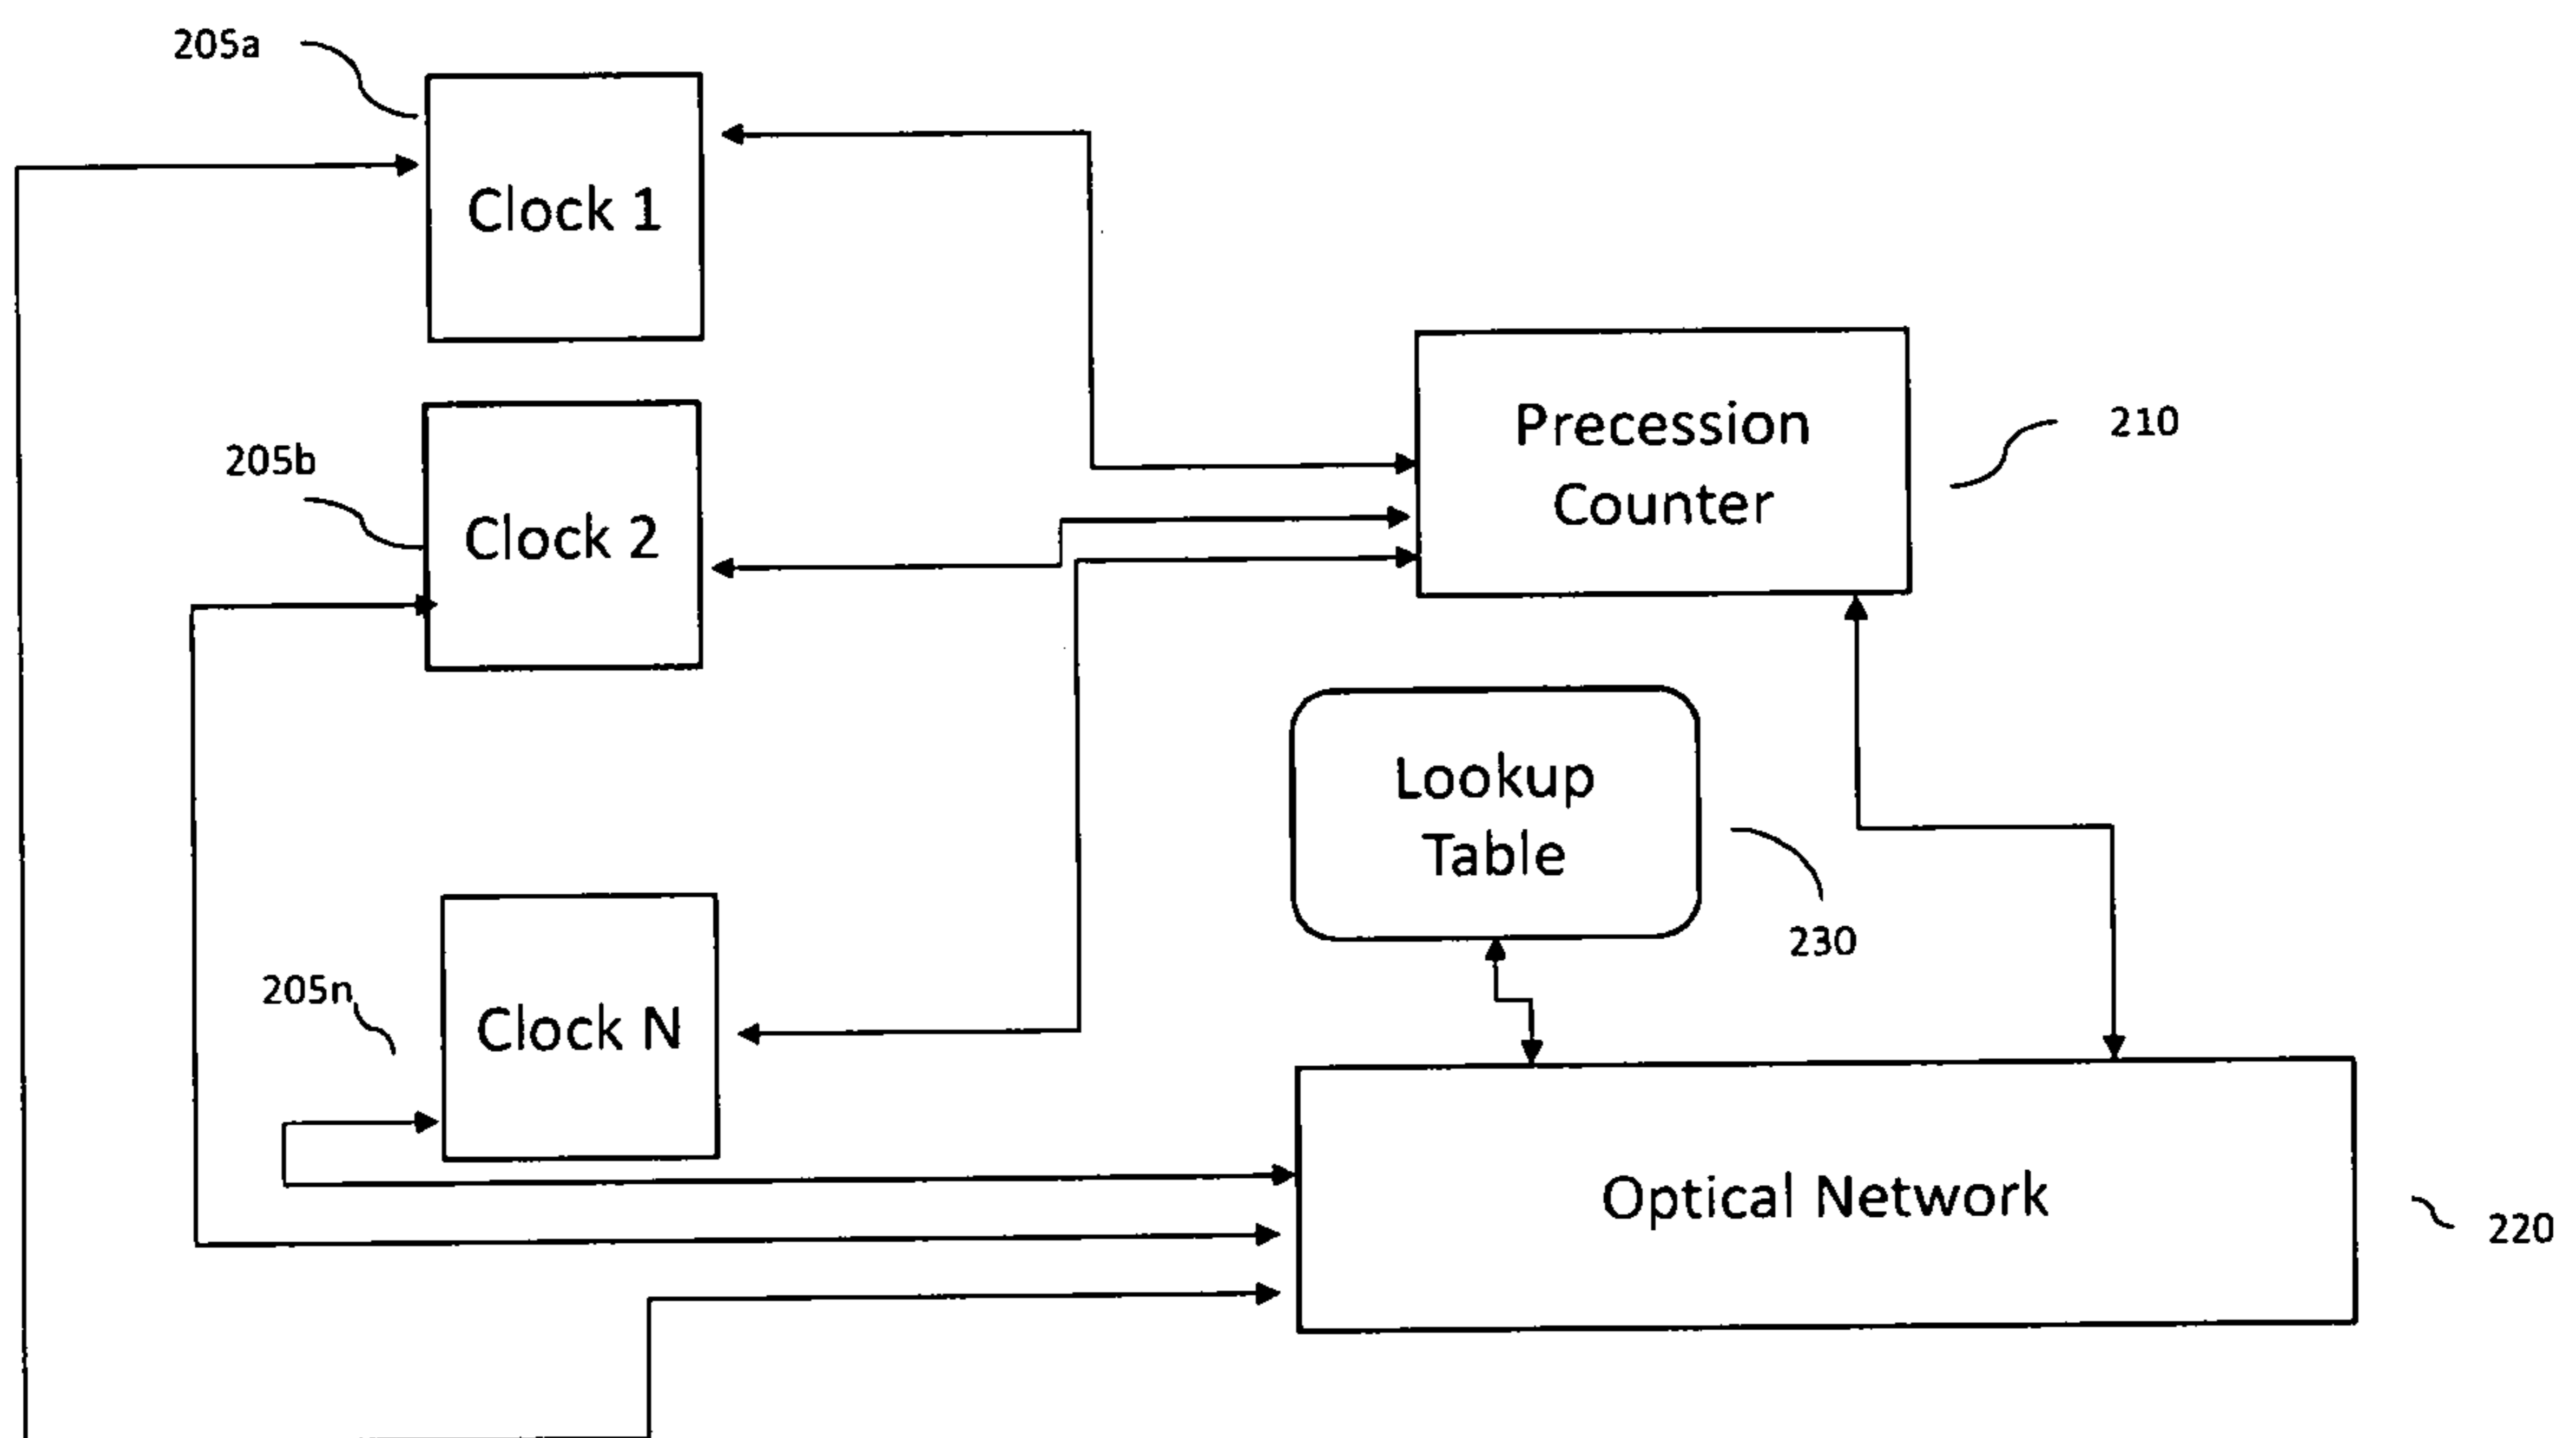 205a
Clock 1
205b
Clock 2
Precession
Counter
210
Lookup
Table
230
205n
Clock N
Optical Network
220